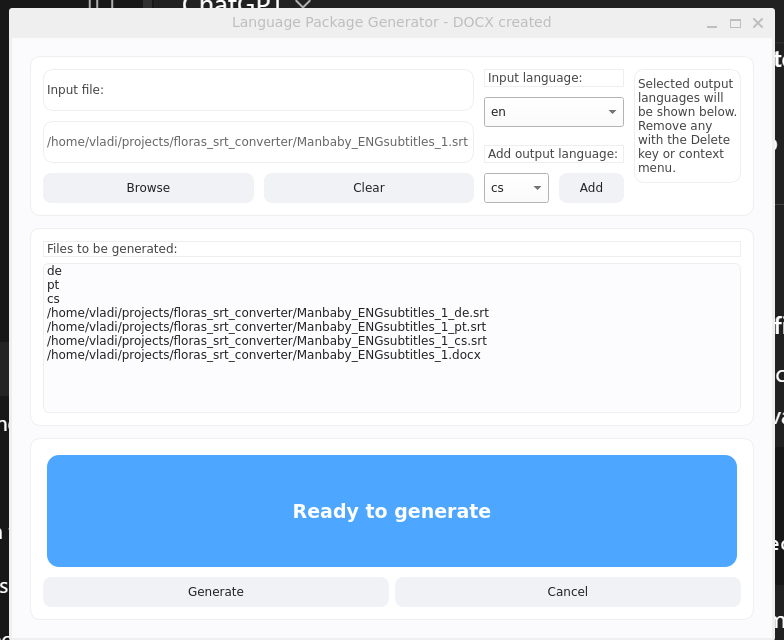 ChatGPT
Language Package Generator - DOCX created
Input file:
/home/vladi/projects/floras_srt_converter/Manbaby_ENGsubtitles_1.srt
Browse
Clear
Input language:
en
Add output language:
cs
Add
Selected output
languages will
be shown below.
Remove any
with the Delete
key or context
menu.
Files to be generated:
de
pt
cs
/home/vladi/projects/floras_srt_converter/Manbaby_ENGsubtitles_1_de.srt
/home/vladi/projects/floras_srt_converter/Manbaby_ENGsubtitles_1_pt.srt
/home/vladi/projects/floras_srt_converter/Manbaby_ENGsubtitles_1_cs.srt
/home/vladi/projects/floras_srt_converter/Manbaby_ENGsubtitles_1.docx
Ready to generate
Generate
Cancel